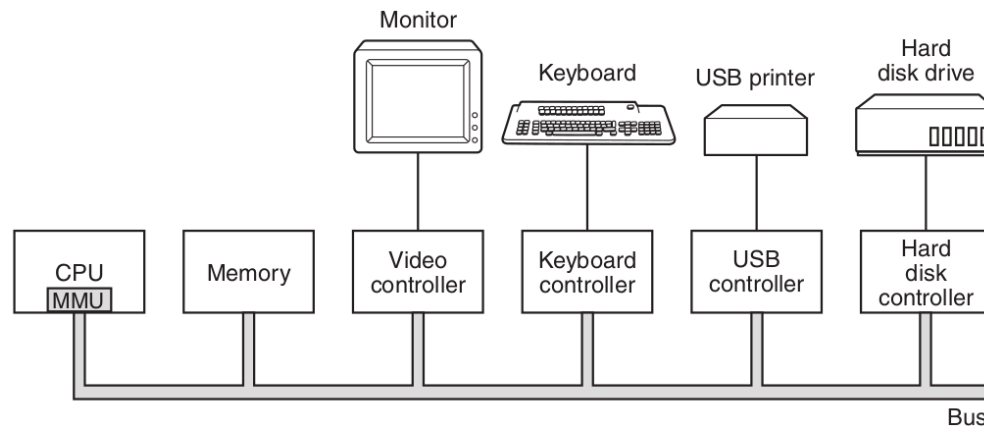 Monitor
Keyboard
USB printer
Hard
disk drive
CPU
MMU
Memory
Video
controller
Keyboard
controller
USB
controller
Hard
disk
controller
Bus